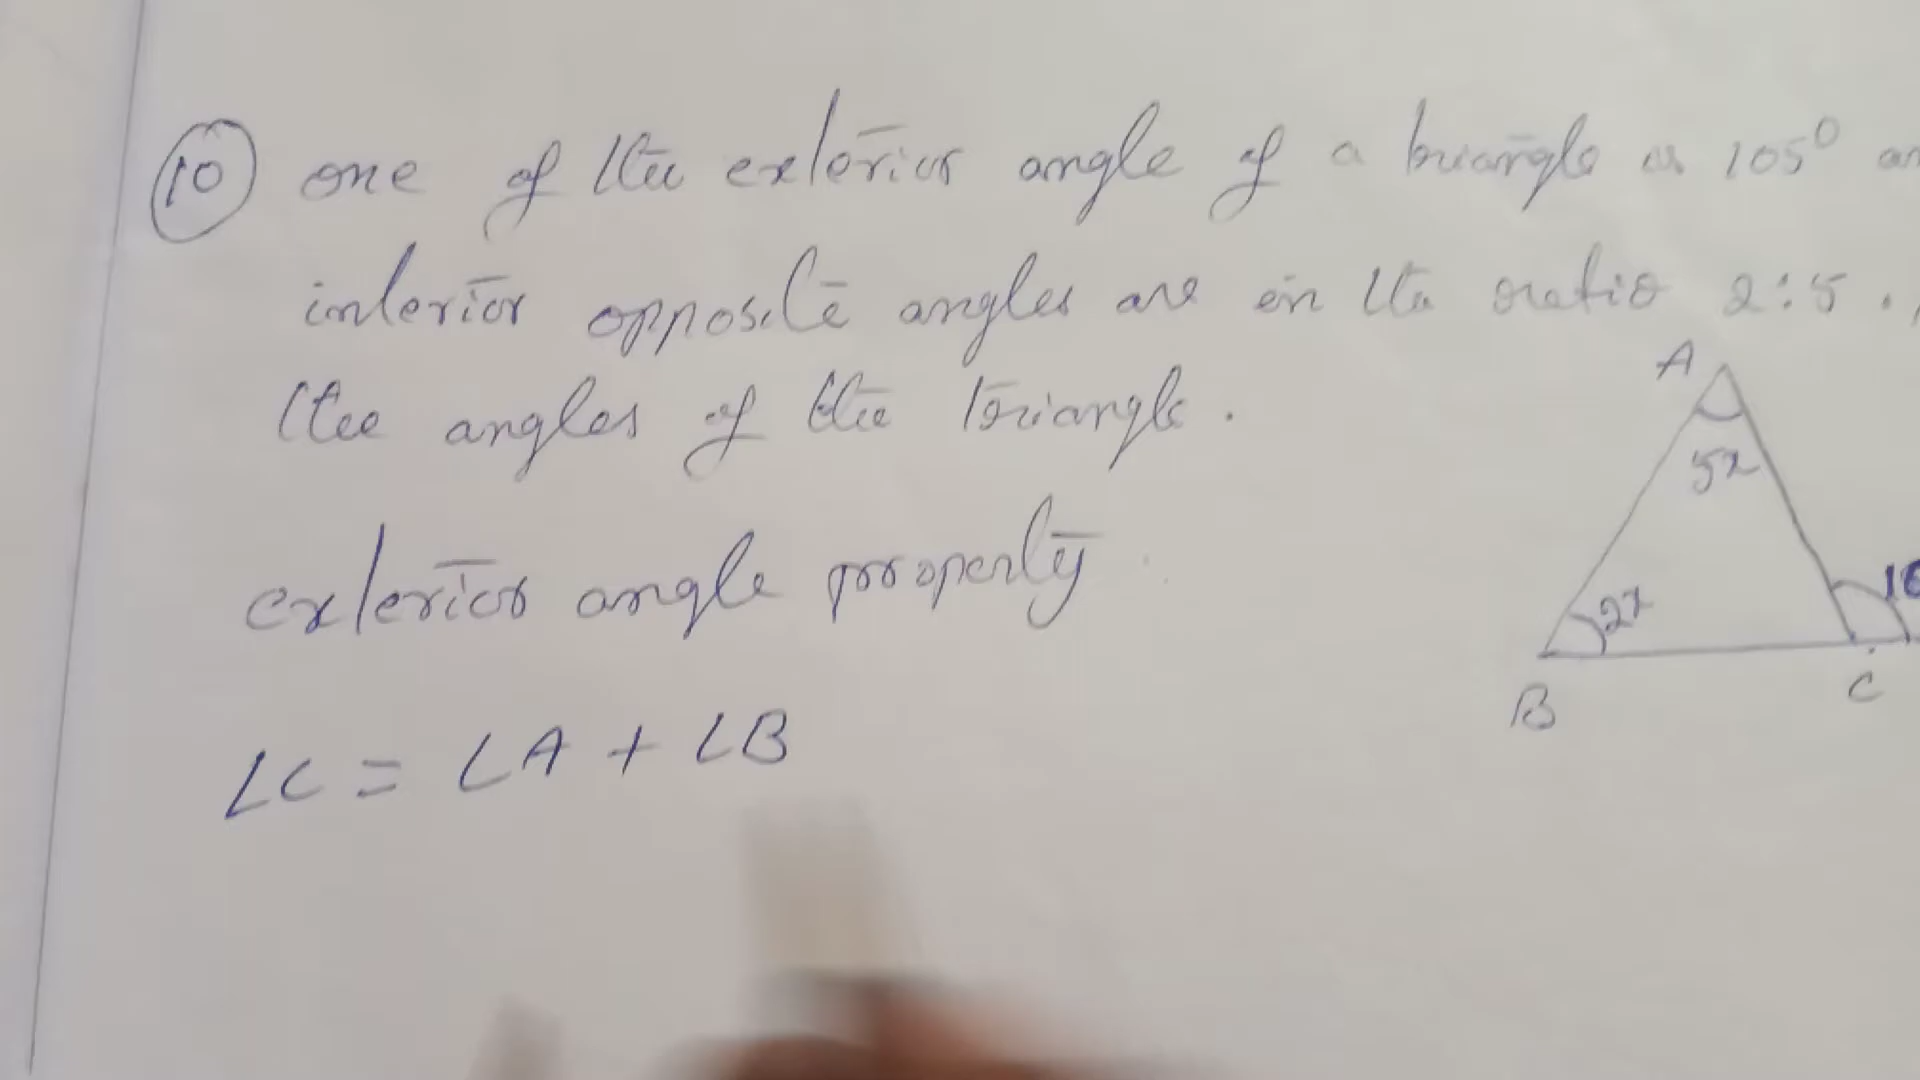 10 one of the exterior angle of a triangle is 105° an
interior opposite angles are in the ratio 2:5.
the angles of the triangle.
exterior angle property
∠C = ∠A + ∠B
A
5x
2x
10
B
C